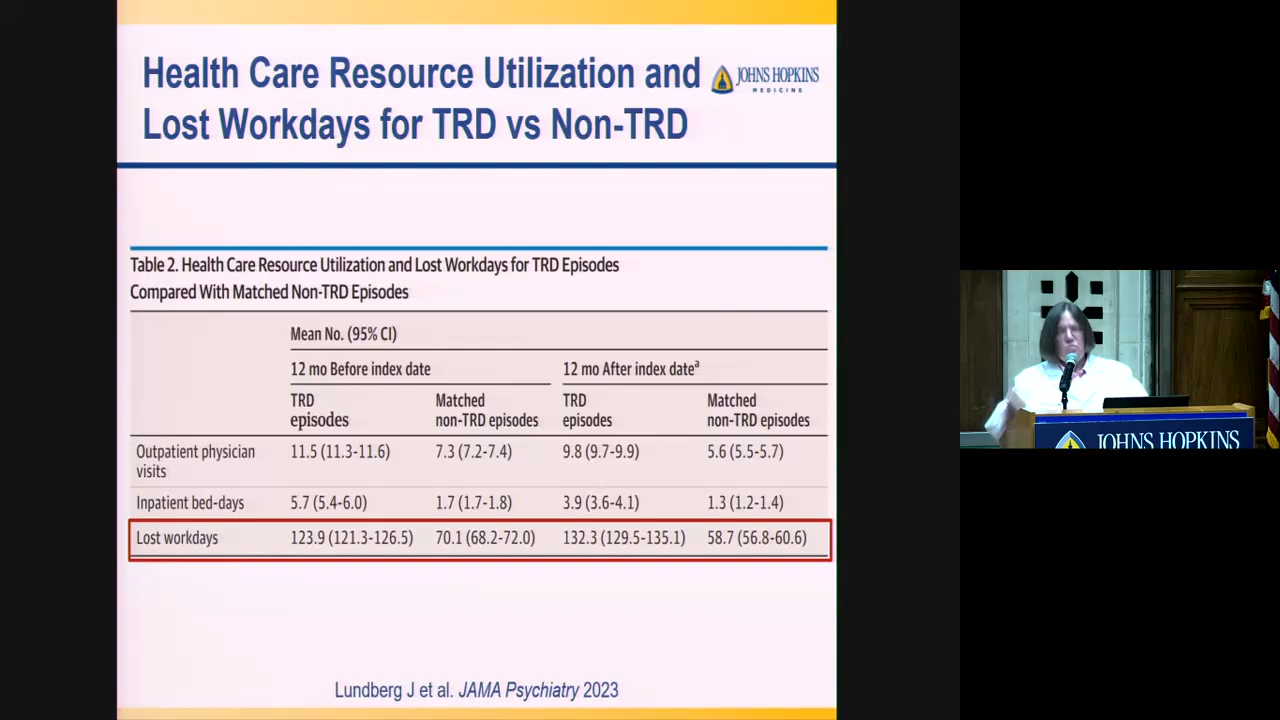 Health Care Resource Utilization and
Lost Workdays for TRD vs Non-TRD
JOHNS HOPKINS
MEDICINE
Table 2. Health Care Resource Utilization and Lost Workdays for TRD Episodes
Compared With Matched Non-TRD Episodes
Mean No. (95% CI)
12 mo Before index date 12 mo After index dateᵃ
TRD episodes Matched non-TRD episodes TRD episodes Matched non-TRD episodes
Outpatient physician visits 11.5 (11.3-11.6) 7.3 (7.2-7.4) 9.8 (9.7-9.9) 5.6 (5.5-5.7)
Inpatient bed-days 5.7 (5.4-6.0) 1.7 (1.7-1.8) 3.9 (3.6-4.1) 1.3 (1.2-1.4)
Lost workdays 123.9 (121.3-126.5) 70.1 (68.2-72.0) 132.3 (129.5-135.1) 58.7 (56.8-60.6)
Lundberg J et al. JAMA Psychiatry 2023
JOHNS HOPKINS